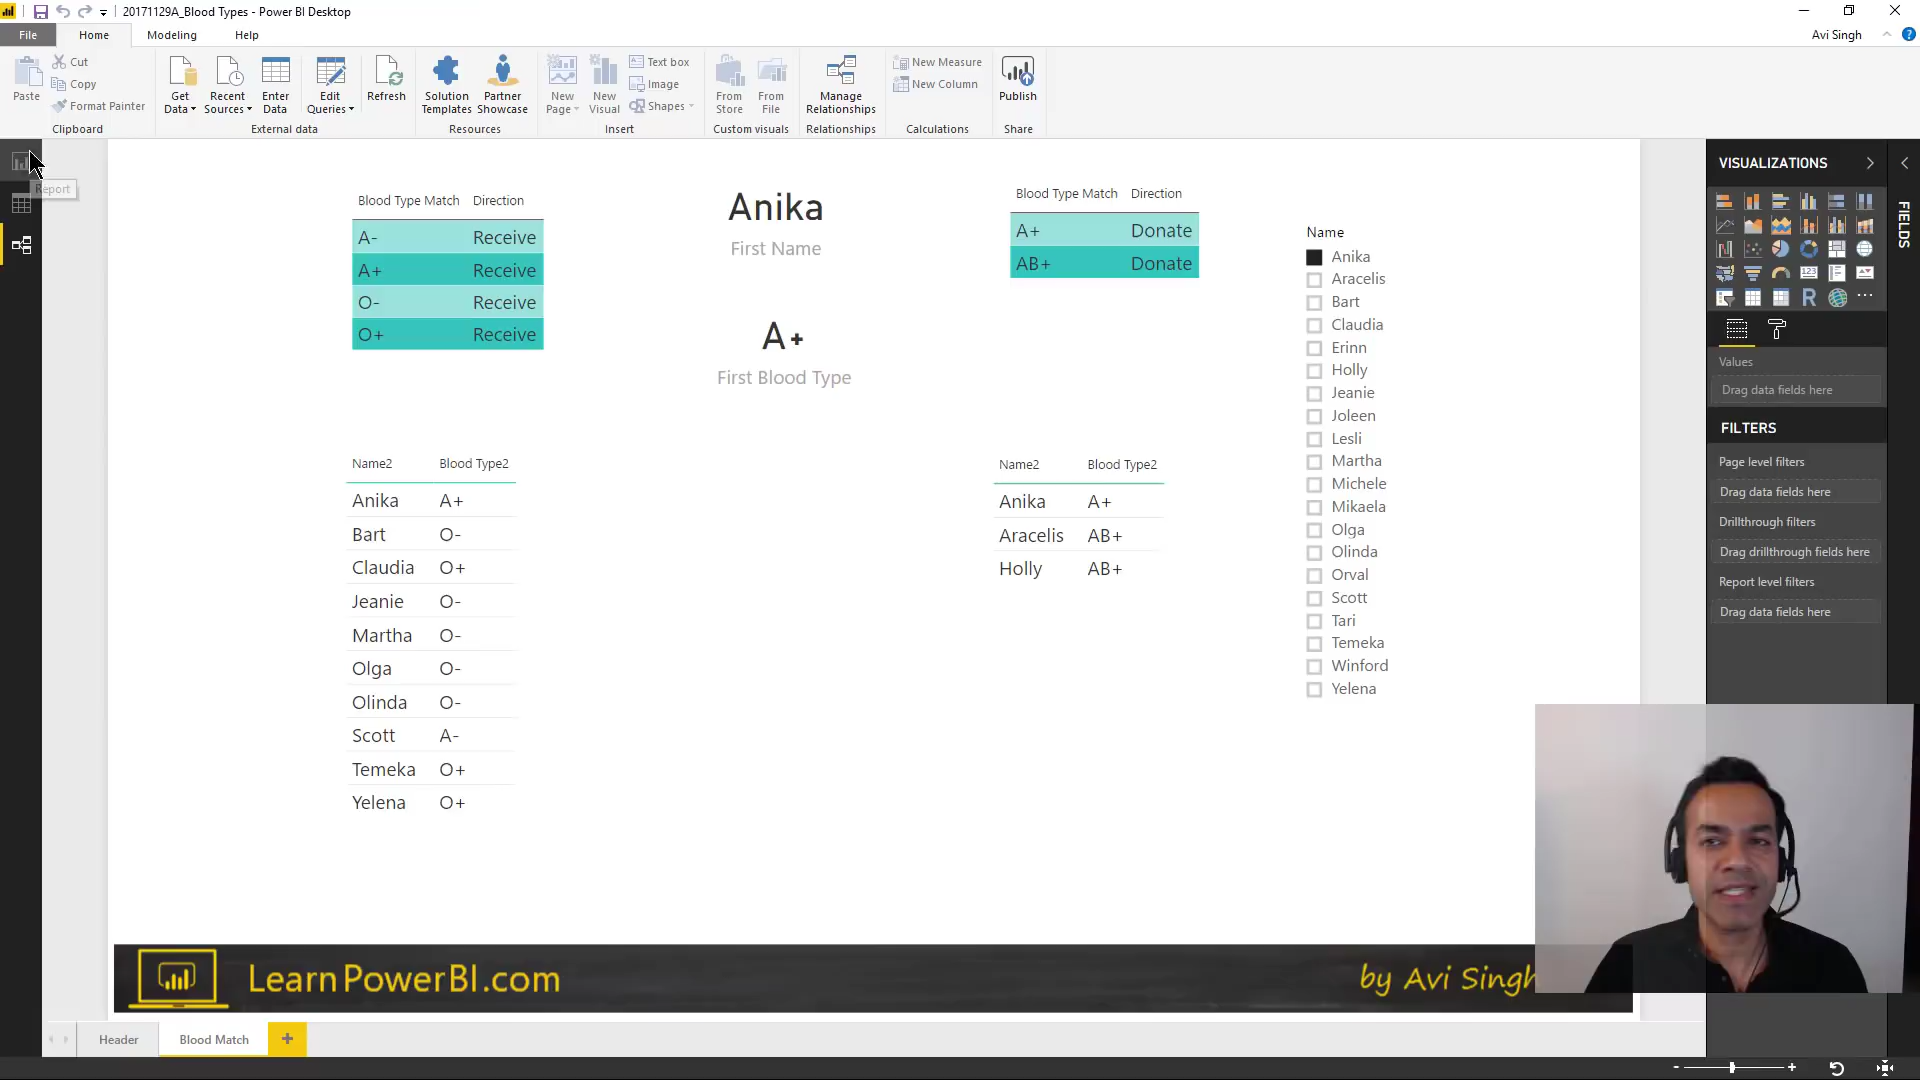 20171129A_Blood Types - Power BI Desktop
File
Home
Modeling
Help
Avi Singh
Paste
Cut
Copy
Format Painter
Clipboard
Get Data
Recent Sources
Enter Data
Edit Queries
External data
Refresh
Solution Templates
Partner Showcase
Resources
New Page
New Visual
Text box
Image
Shapes
Insert
From Store
From File
Custom visuals
Manage Relationships
Relationships
New Measure
New Column
Calculations
Publish
Share
Report
Blood Type Match Direction
A- Receive
A+ Receive
O- Receive
O+ Receive
Anika
First Name
A+
First Blood Type
Blood Type Match Direction
A+ Donate
AB+ Donate
Name
Anika
Aracelis
Bart
Claudia
Erinn
Holly
Jeanie
Joleen
Lesli
Martha
Michele
Mikaela
Olga
Olinda
Orval
Scott
Tari
Temeka
Winford
Yelena
Name2 Blood Type2
Anika A+
Bart O-
Claudia O+
Jeanie O-
Martha O-
Olga O-
Olinda O-
Scott A-
Temeka O+
Yelena O+
Name2 Blood Type2
Anika A+
Aracelis AB+
Holly AB+
VISUALIZATIONS
FIELDS
123
R
Values
Drag data fields here
FILTERS
Page level filters
Drag data fields here
Drillthrough filters
Drag drillthrough fields here
Report level filters
Drag data fields here
LearnPowerBI.com
by Avi Singh
Header
Blood Match